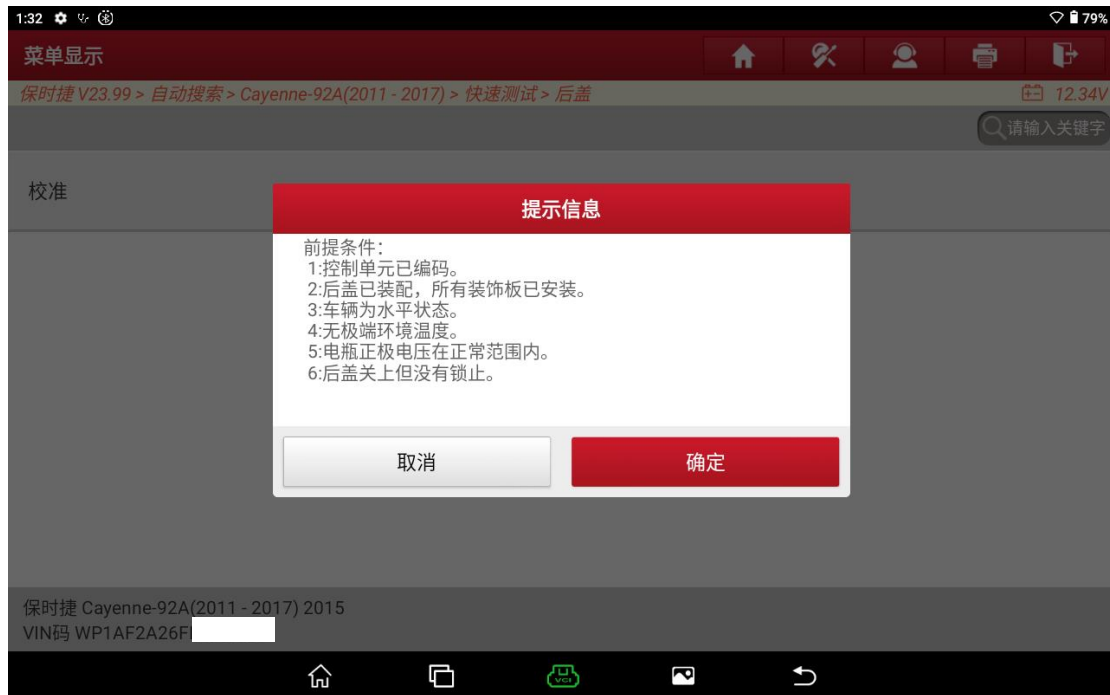 1:32
79%
菜单显示
保时捷 V23.99 > 自动搜索 > Cayenne-92A(2011 - 2017) > 快速测试 > 后盖
12.34V
请输入关键字
校准
提示信息
前提条件：
1:控制单元已编码。
2:后盖已装配，所有装饰板已安装。
3:车辆为水平状态。
4:无极端环境温度。
5:电瓶正极电压在正常范围内。
6:后盖关上但没有锁止。
取消
确定
保时捷 Cayenne-92A(2011 - 2017) 2015
VIN码 WP1AF2A26F
VCI